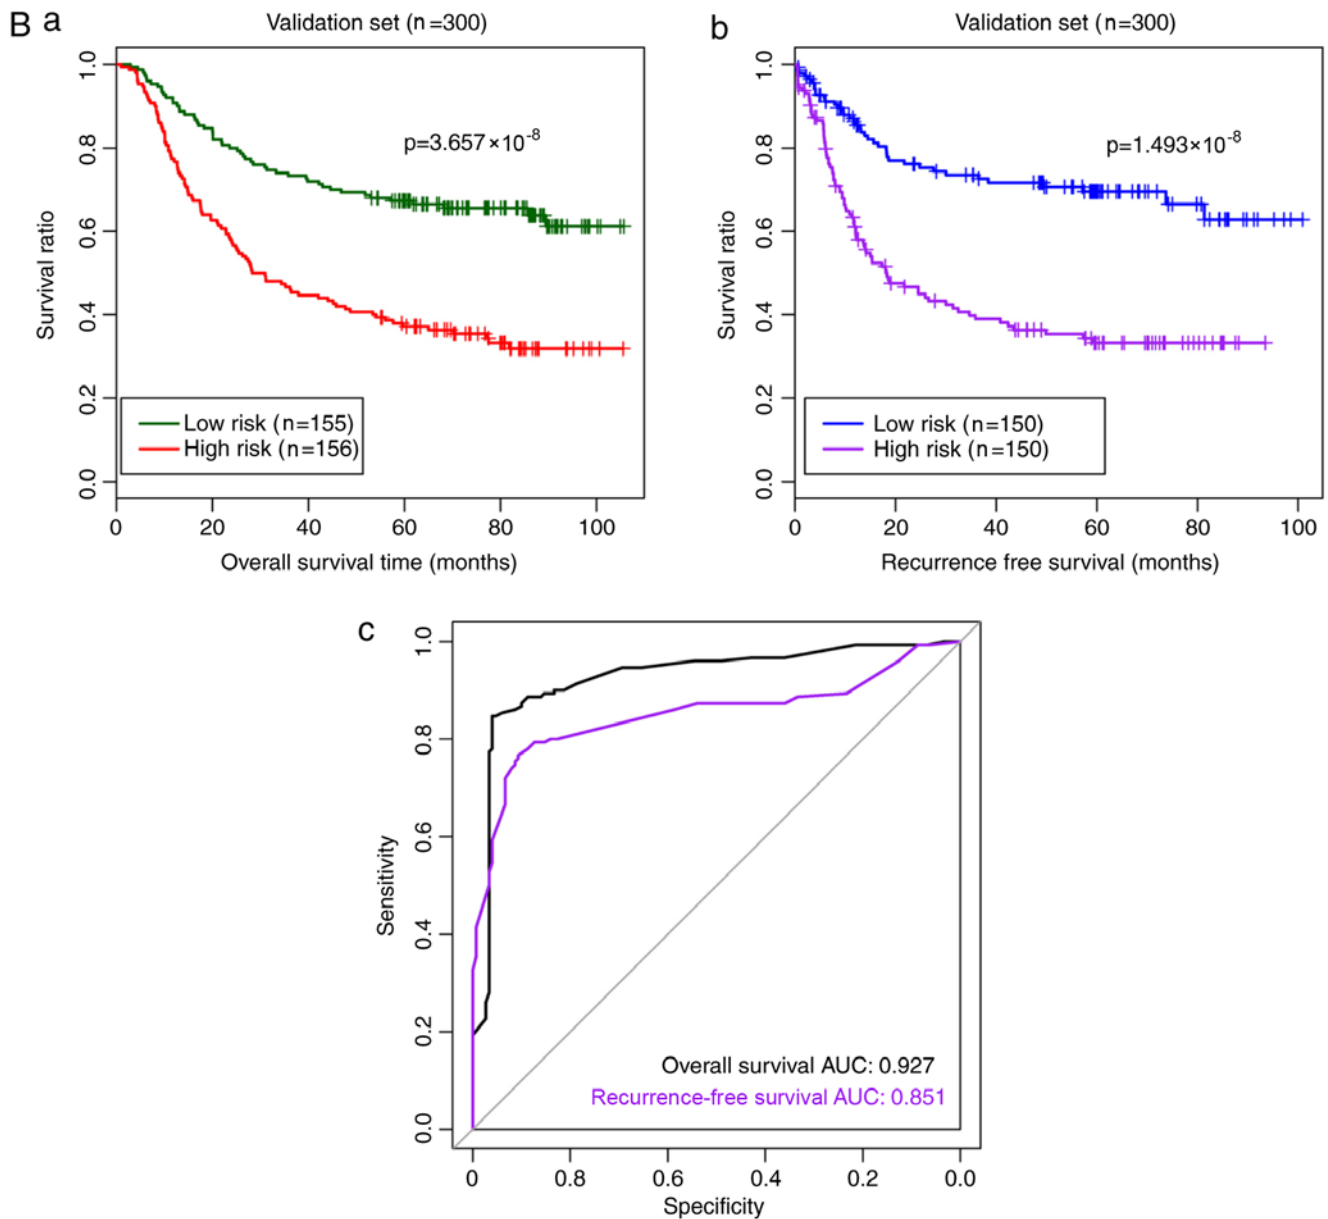 B a
Validation set (n=300)
1.0
0.8
0.6
0.4
0.2
0.0
Survival ratio
p=3.657×10-8
Low risk (n=155)
High risk (n=156)
0 20 40 60 80 100
Overall survival time (months)
b
Validation set (n=300)
1.0
0.8
0.6
0.4
0.2
0.0
Survival ratio
p=1.493×10-8
Low risk (n=150)
High risk (n=150)
0 20 40 60 80 100
Recurrence free survival (months)
c
1.0
0.8
0.6
0.4
0.2
0.0
Sensitivity
Overall survival AUC: 0.927
Recurrence-free survival AUC: 0.851
0 0.8 0.6 0.4 0.2 0.0
Specificity